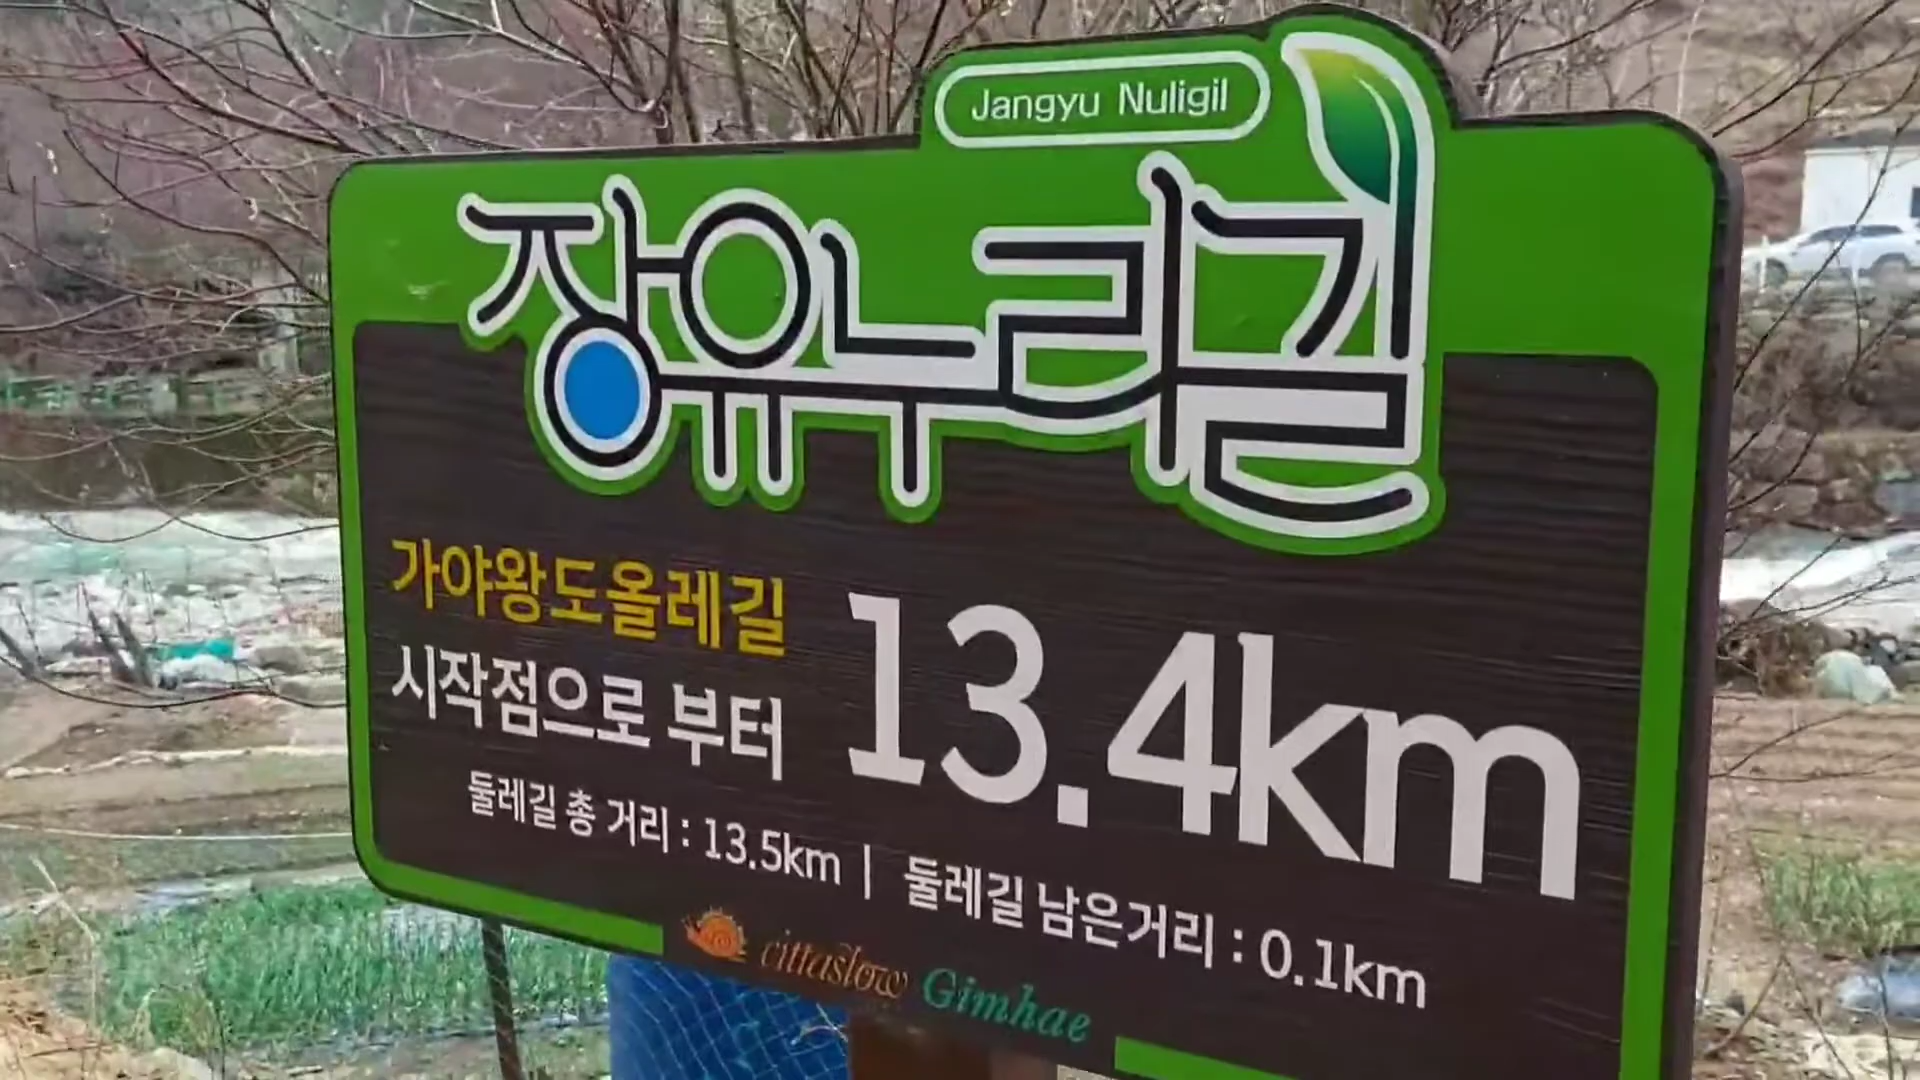 Jangyu Nuligil
장유누리길
가야왕도올레길
시작점으로 부터
13.4km
둘레길 총 거리 : 13.5km | 둘레길 남은거리 : 0.1km
cittaslow Gimhae